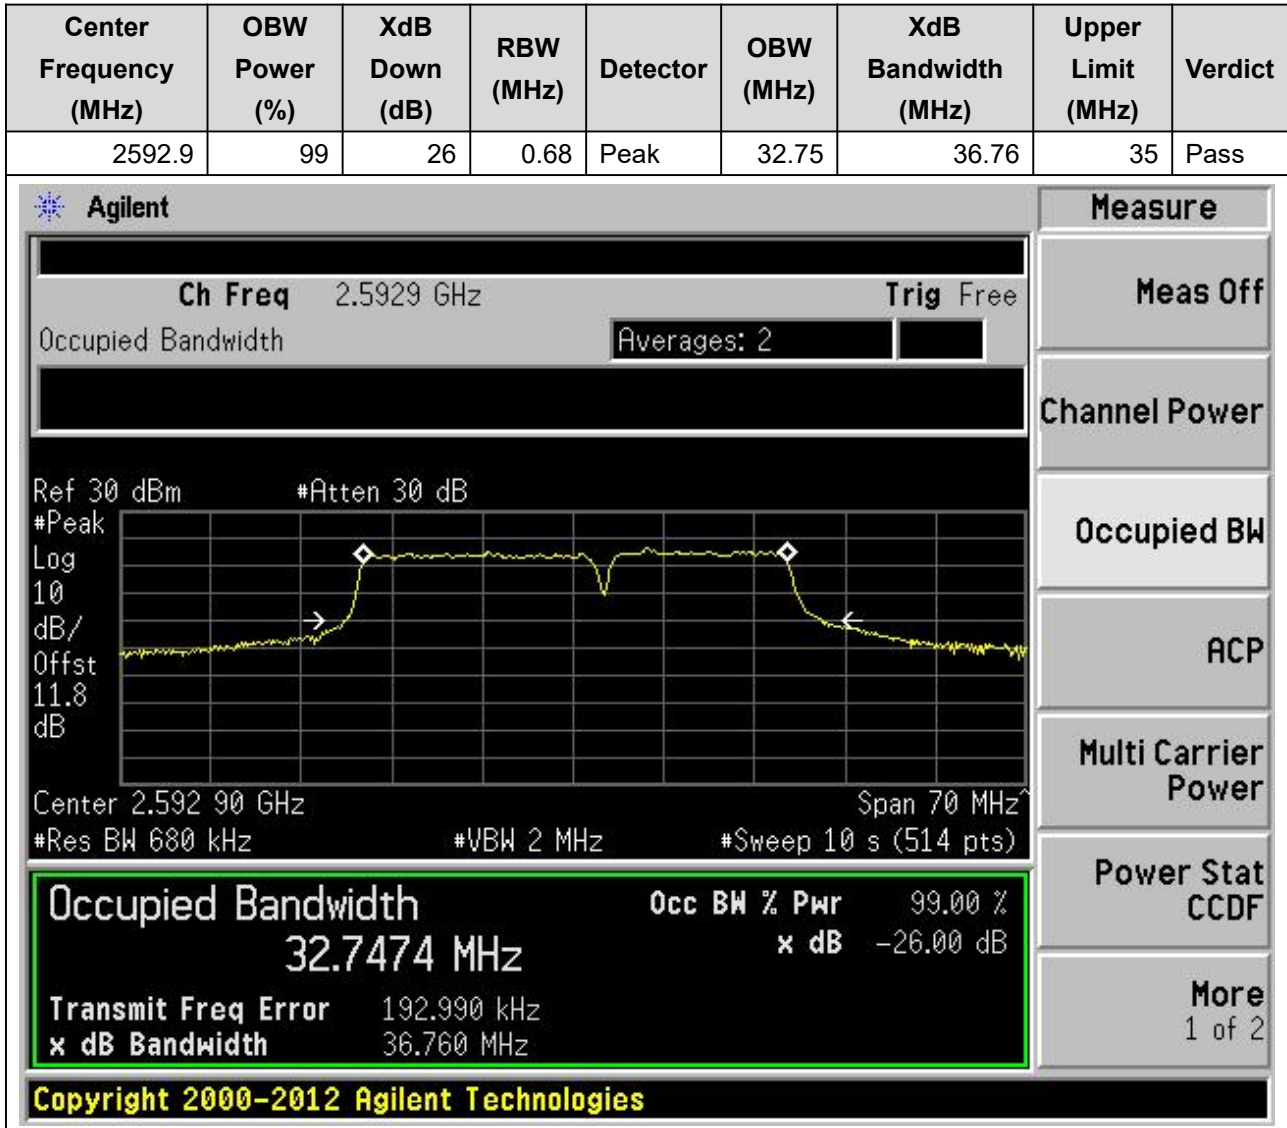 Center Frequency (MHz) OBW Power (%) XdB Down (dB) RBW (MHz) Detector OBW (MHz) XdB Bandwidth (MHz) Upper Limit (MHz) Verdict
2592.9 99 26 0.68 Peak 32.75 36.76 35 Pass
Agilent
Measure
Ch Freq 2.5929 GHz Trig Free
Meas Off
Occupied Bandwidth Averages: 2
Channel Power
Ref 30 dBm #Atten 30 dB
#Peak
Log
10
dB/
Offst
11.8
dB
Occupied BW
ACP
Multi Carrier
Power
Center 2.592 90 GHz Span 70 MHz^
#Res BW 680 kHz #VBW 2 MHz #Sweep 10 s (514 pts)
Occupied Bandwidth Occ BW % Pwr 99.00 %
32.7474 MHz x dB -26.00 dB
Power Stat
CCDF
Transmit Freq Error 192.990 kHz
x dB Bandwidth 36.760 MHz
More
1 of 2
Copyright 2000-2012 Agilent Technologies